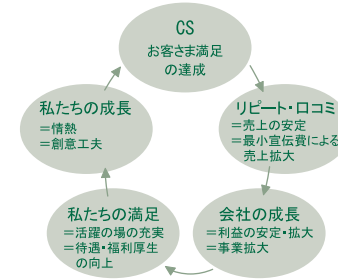 CS
お客さま満足
の達成
リピート・口コミ
＝売上の安定
＝最小宣伝費による
売上拡大
会社の成長
＝利益の安定・拡大
＝事業拡大
私たちの満足
＝活躍の場の充実
＝待遇・福利厚生
の向上
私たちの成長
＝情熱
＝創意工夫